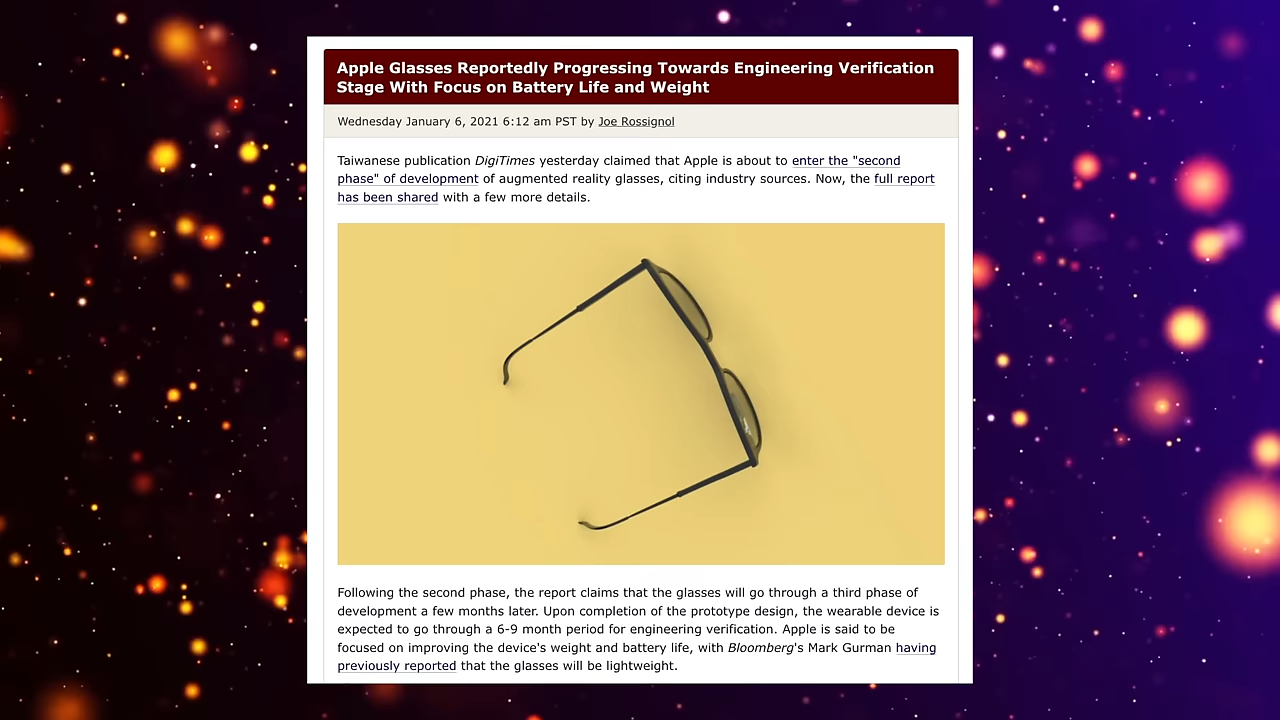 Apple Glasses Reportedly Progressing Towards Engineering Verification
Stage With Focus on Battery Life and Weight
Wednesday January 6, 2021 6:12 am PST by Joe Rossignol
Taiwanese publication DigiTimes yesterday claimed that Apple is about to enter the "second
phase" of development of augmented reality glasses, citing industry sources. Now, the full report
has been shared with a few more details.
Following the second phase, the report claims that the glasses will go through a third phase of
development a few months later. Upon completion of the prototype design, the wearable device is
expected to go through a 6-9 month period for engineering verification. Apple is said to be
focused on improving the device's weight and battery life, with Bloomberg's Mark Gurman having
previously reported that the glasses will be lightweight.